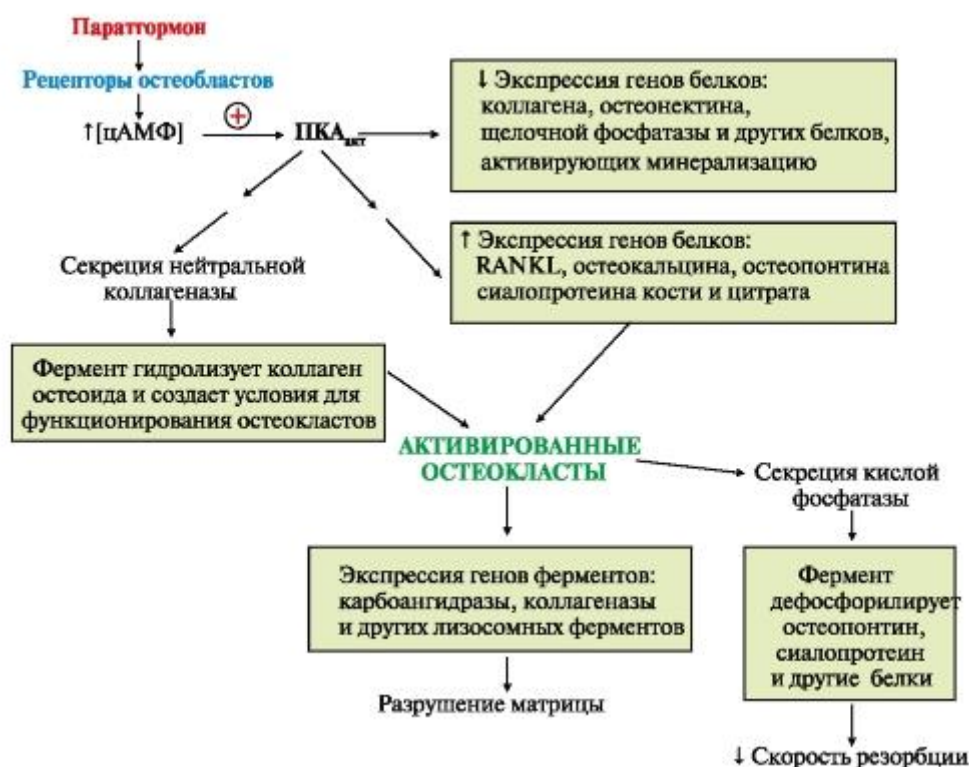 Параттормон
Рецепторы остеобластов
↑[цАМФ]
+
ПКАакт
↓ Экспрессия генов белков:
коллагена, остеонектина,
щелочной фосфатазы и других белков,
активирующих минерализацию
Секреция нейтральной
коллагеназы
↑ Экспрессия генов белков:
RANKL, остеокальцина, остеопонтина
сиалопротеина кости и цитрата
Фермент гидролизует коллаген
остеоида и создает условия для
функционирования остеокластов
АКТИВИРОВАННЫЕ
ОСТЕОКЛАСТЫ
Секреция кислой
фосфатазы
Экспрессия генов ферментов:
карбоангидразы, коллагеназы
и других лизосомных ферментов
Фермент
дефосфорилирует
остеопонтин,
сиалопротеин
и другие белки
Разрушение матрицы
↓ Скорость резорбции